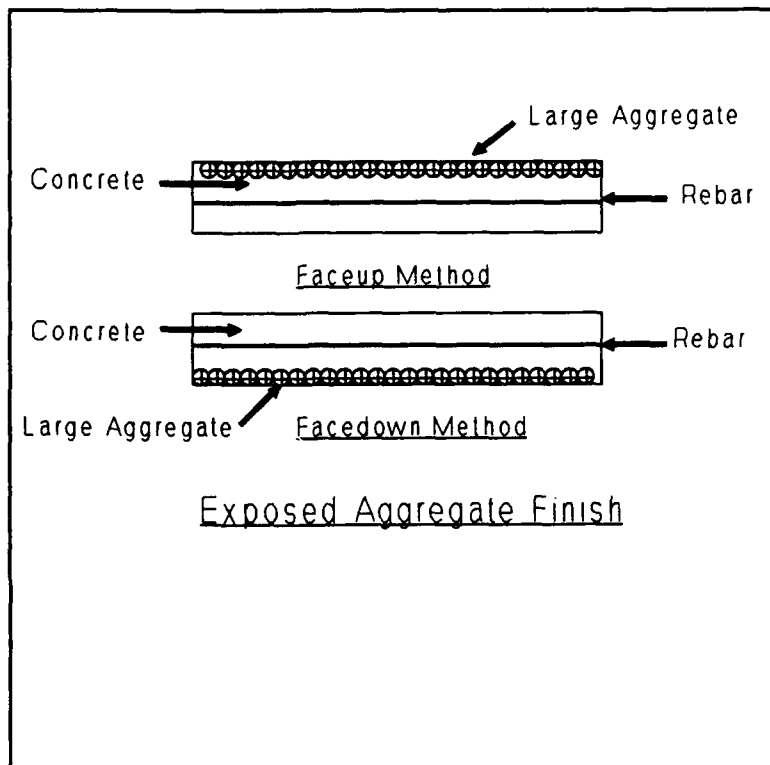 Large Aggregate
Concrete
Rebar
Faceup Method
Concrete
Rebar
Large Aggregate
Facedown Method
Exposed Aggregate Finish